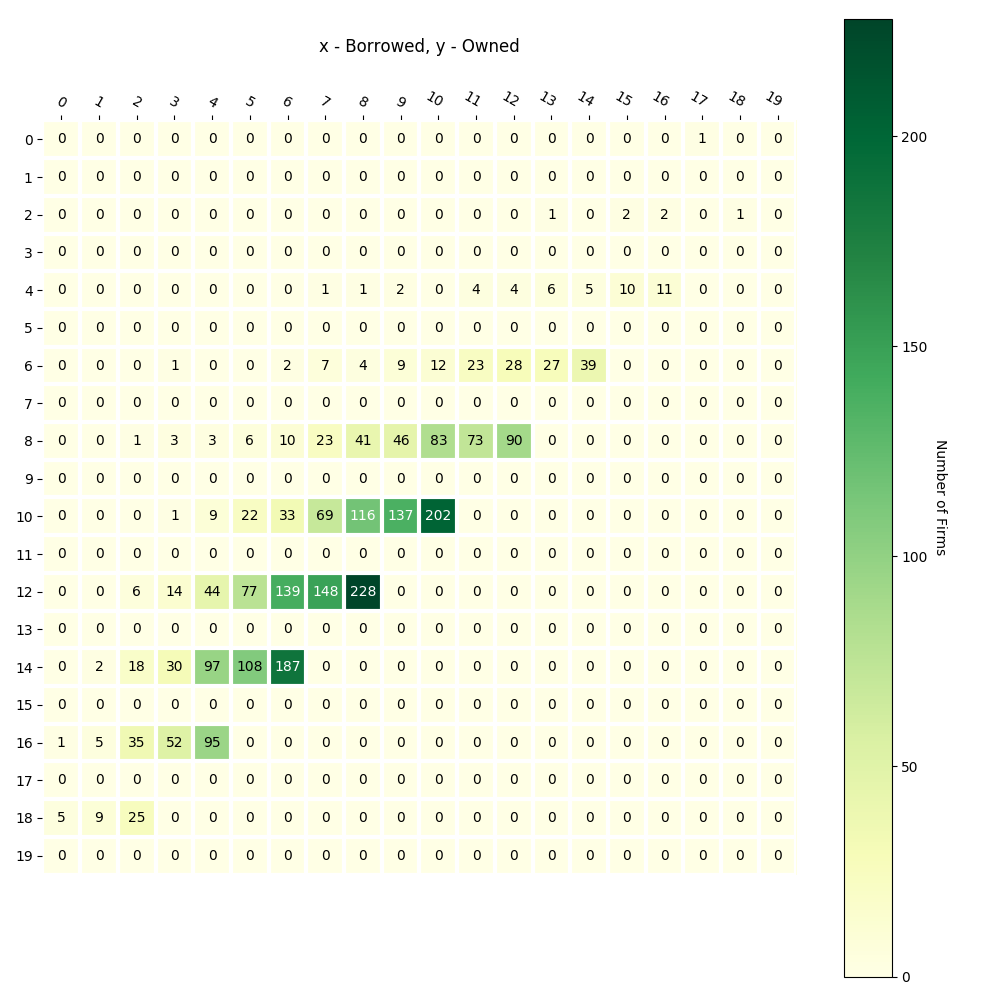 x - Borrowed, y - Owned
0 1 2 3 4 5 6 7 8 9 10 11 12 13 14 15 16 17 18 19
0 0 0 0 0 0 0 0 0 0 0 0 0 0 0 0 0 0 1 0 0
1 0 0 0 0 0 0 0 0 0 0 0 0 0 0 0 0 0 0 0 0
2 0 0 0 0 0 0 0 0 0 0 0 0 0 1 0 2 2 0 1 0
3 0 0 0 0 0 0 0 0 0 0 0 0 0 0 0 0 0 0 0 0
4 0 0 0 0 0 0 0 1 1 2 0 4 4 6 5 10 11 0 0 0
5 0 0 0 0 0 0 0 0 0 0 0 0 0 0 0 0 0 0 0 0
6 0 0 0 1 0 0 2 7 4 9 12 23 28 27 39 0 0 0 0 0
7 0 0 0 0 0 0 0 0 0 0 0 0 0 0 0 0 0 0 0 0
8 0 0 1 3 3 6 10 23 41 46 83 73 90 0 0 0 0 0 0 0
9 0 0 0 0 0 0 0 0 0 0 0 0 0 0 0 0 0 0 0 0
10 0 0 0 1 9 22 33 69 116 137 202 0 0 0 0 0 0 0 0 0
11 0 0 0 0 0 0 0 0 0 0 0 0 0 0 0 0 0 0 0 0
12 0 0 6 14 44 77 139 148 228 0 0 0 0 0 0 0 0 0 0 0
13 0 0 0 0 0 0 0 0 0 0 0 0 0 0 0 0 0 0 0 0
14 0 2 18 30 97 108 187 0 0 0 0 0 0 0 0 0 0 0 0 0
15 0 0 0 0 0 0 0 0 0 0 0 0 0 0 0 0 0 0 0 0
16 1 5 35 52 95 0 0 0 0 0 0 0 0 0 0 0 0 0 0 0
17 0 0 0 0 0 0 0 0 0 0 0 0 0 0 0 0 0 0 0 0
18 5 9 25 0 0 0 0 0 0 0 0 0 0 0 0 0 0 0 0 0
19 0 0 0 0 0 0 0 0 0 0 0 0 0 0 0 0 0 0 0 0
200
150
100
50
0
Number of Firms